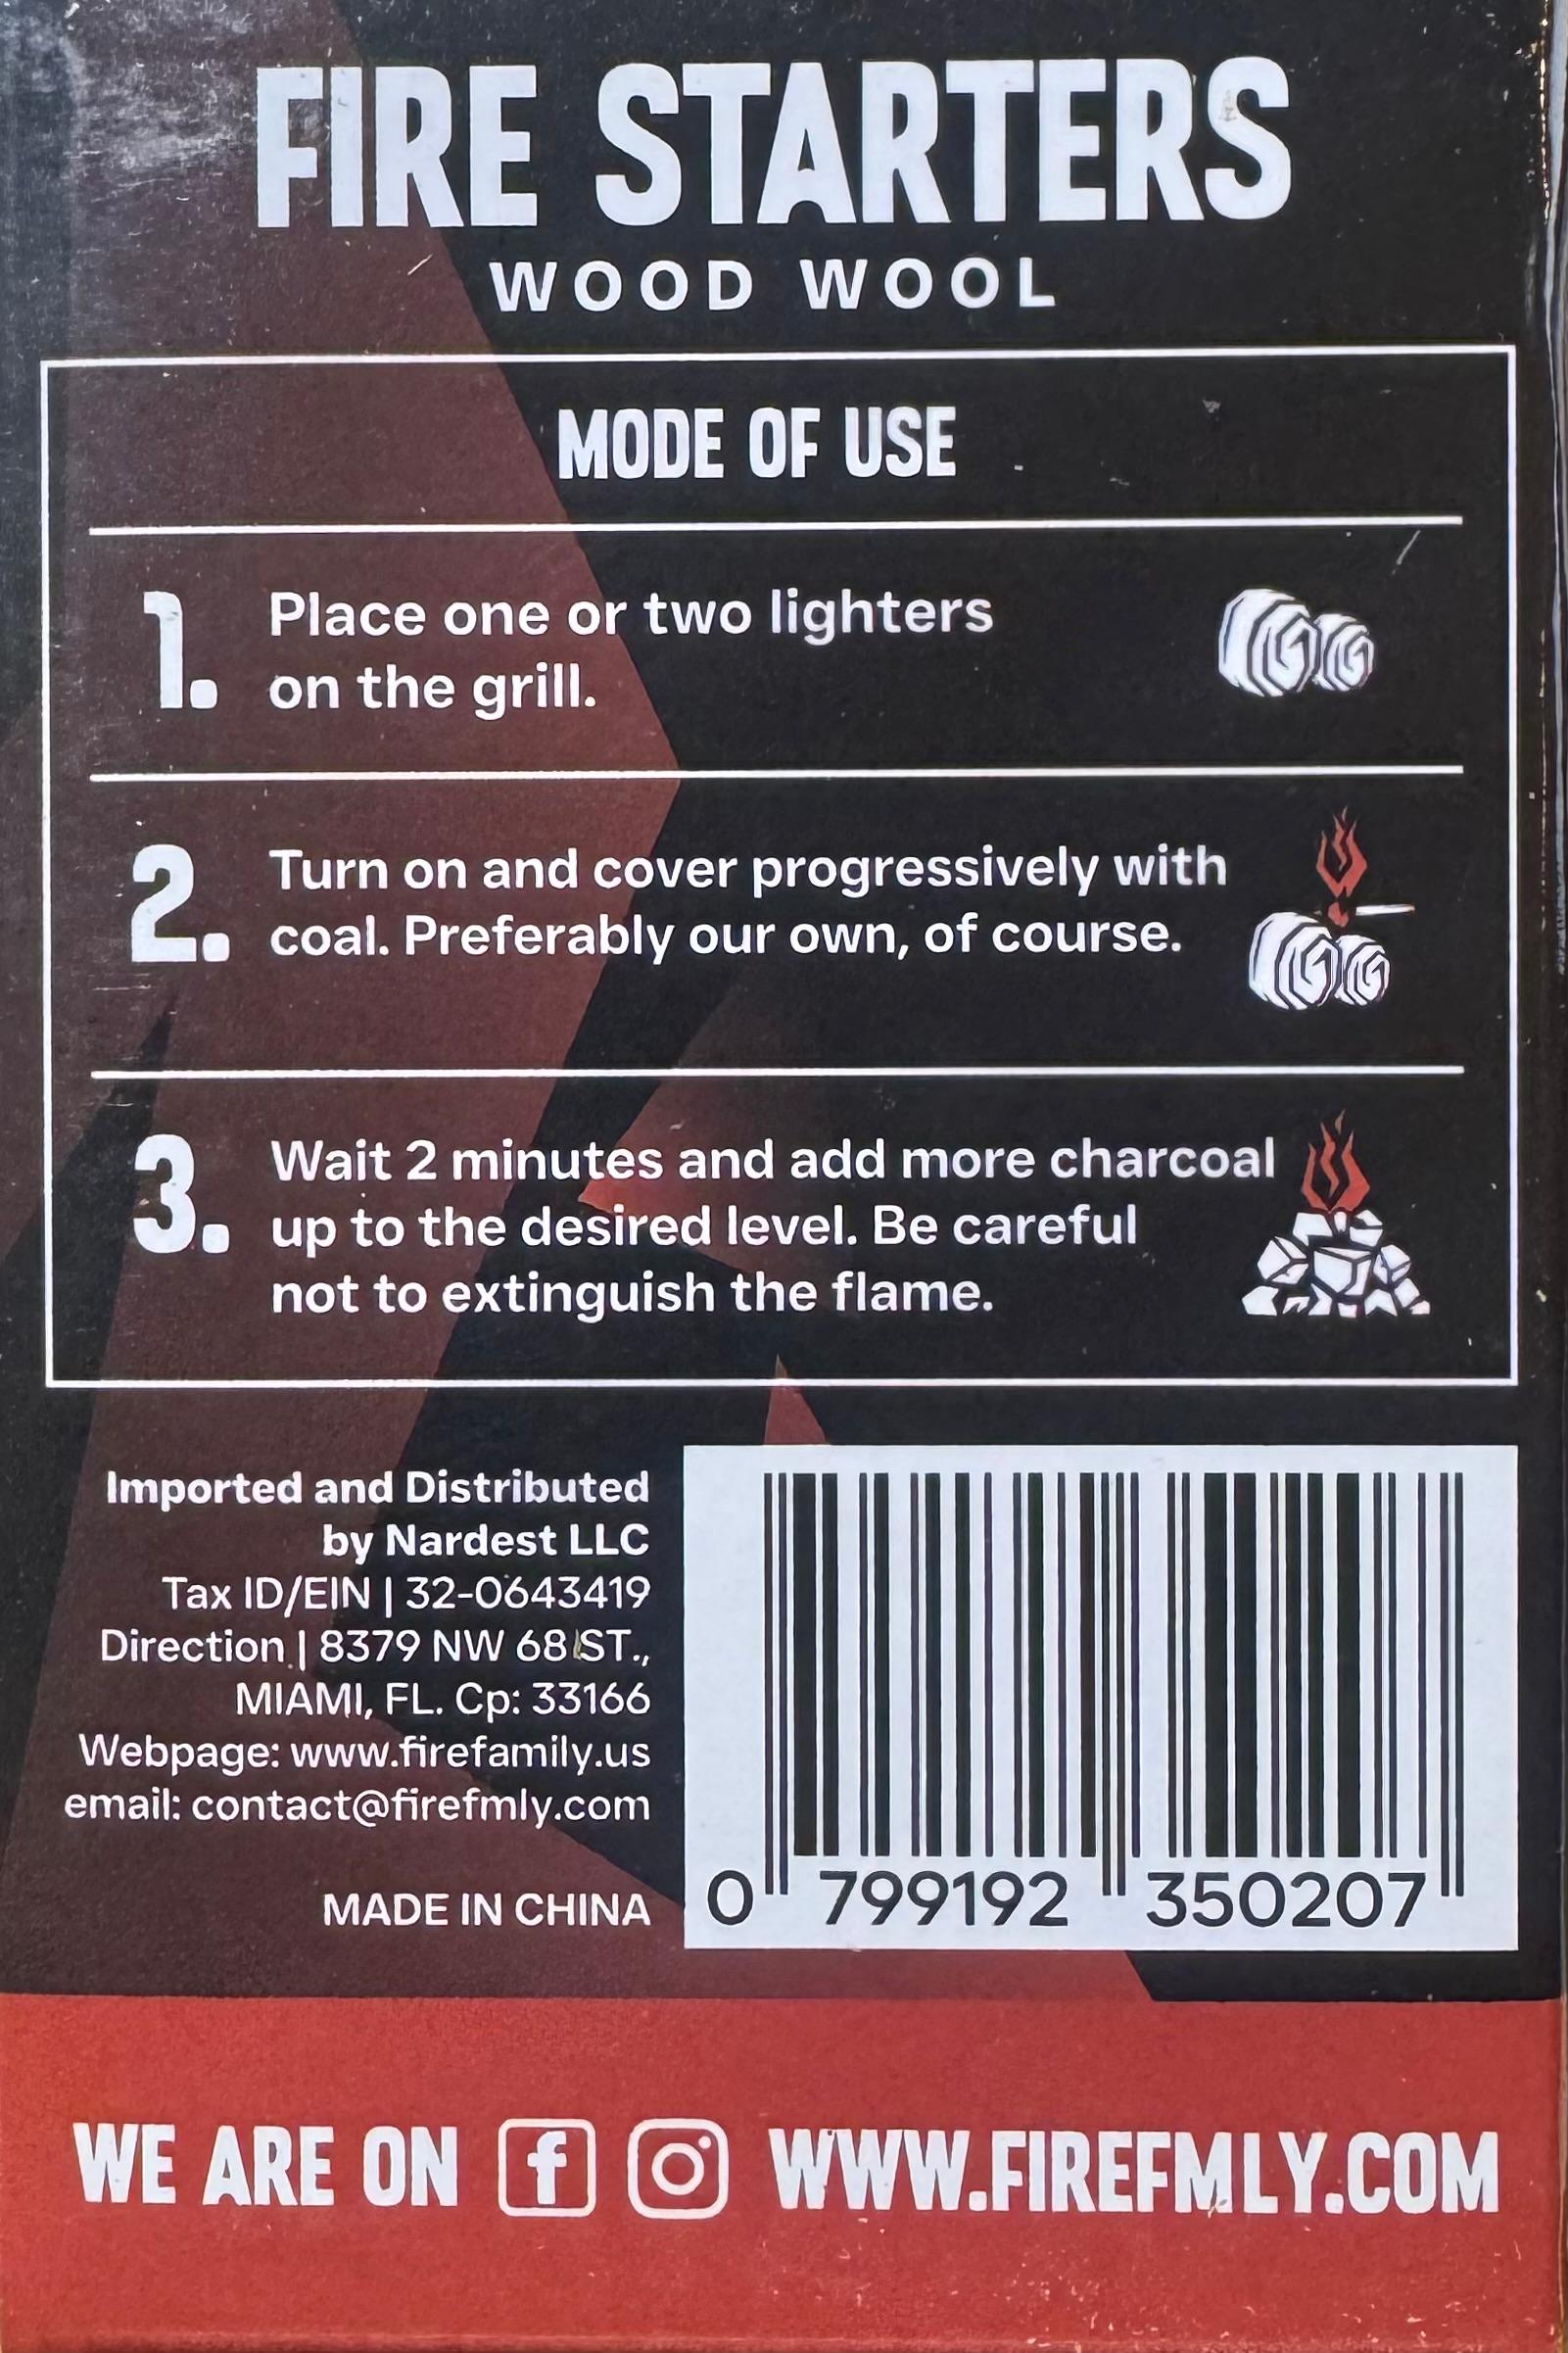 FIRE STARTERS
WOOD WOOL
MODE OF USE
1. Place one or two lighters
on the grill.
2. Turn on and cover progressively with
coal. Preferably our own, of course.
3. Wait 2 minutes and add more charcoal
up to the desired level. Be careful
not to extinguish the flame.
Imported and Distributed
by Nardest LLC
Tax ID/EIN | 32-0643419
Direction | 8379 NW 68 ST.,
MIAMI, FL. Cp: 33166
Webpage: www.firefamily.us
email: contact@firefmly.com
MADE IN CHINA
0 799192 350207
WE ARE ON f WWW.FIREFMLY.COM